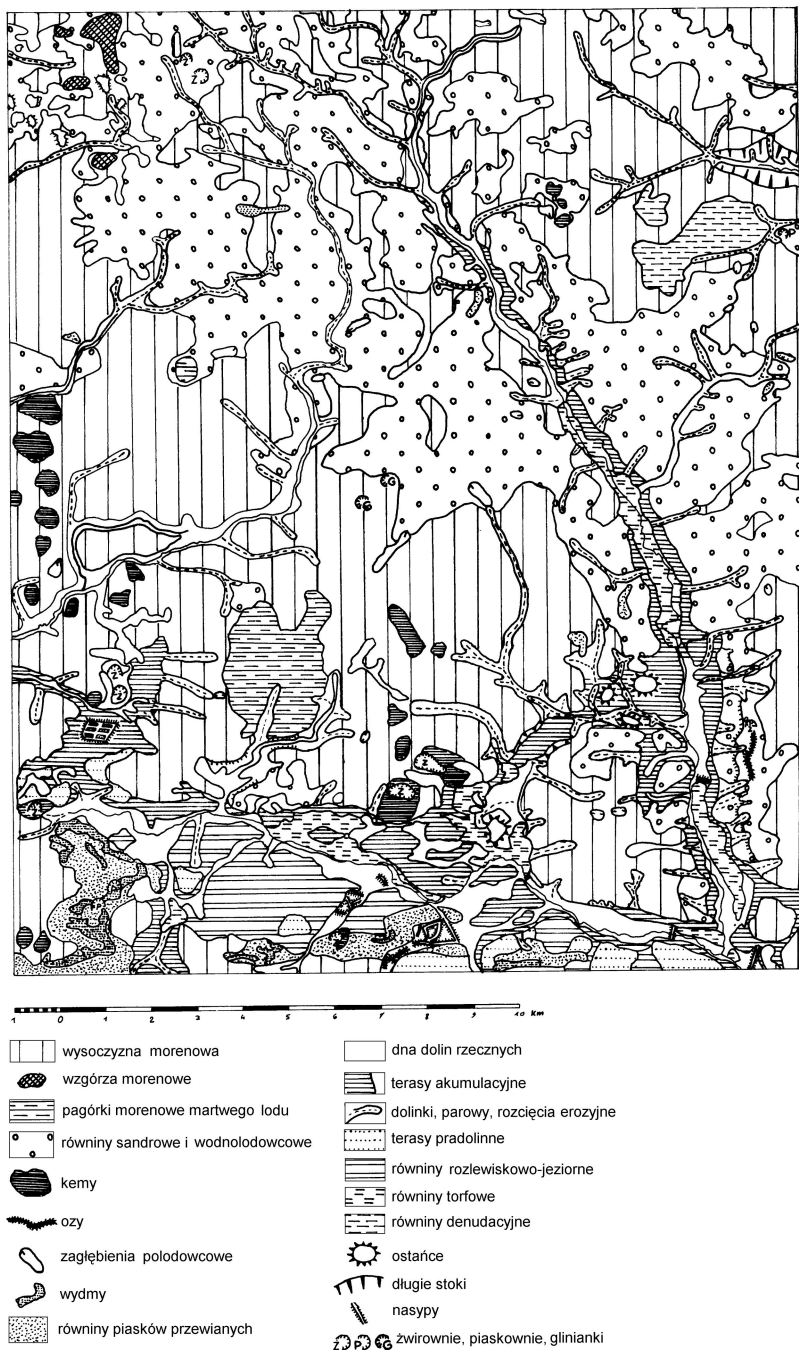 Ż
Ż
G
G
Ż
1 0 1 2 3 4 5 6 7 8 9 10 Km
wysoczyzna morenowa
wzgórza morenowe
pagórki morenowe martwego lodu
równiny sandrowe i wodnolodowcowe
kemy
ozy
zagłębienia polodowcowe
wydmy
równiny piasków przewianych
dna dolin rzecznych
terasy akumulacyjne
dolinki, parowy, rozcięcia erozyjne
terasy pradolinne
równiny rozlewiskowo-jeziorne
równiny torfowe
równiny denudacyjne
ostańce
długie stoki
nasypy
Ż P G żwirownie, piaskownie, glinianki